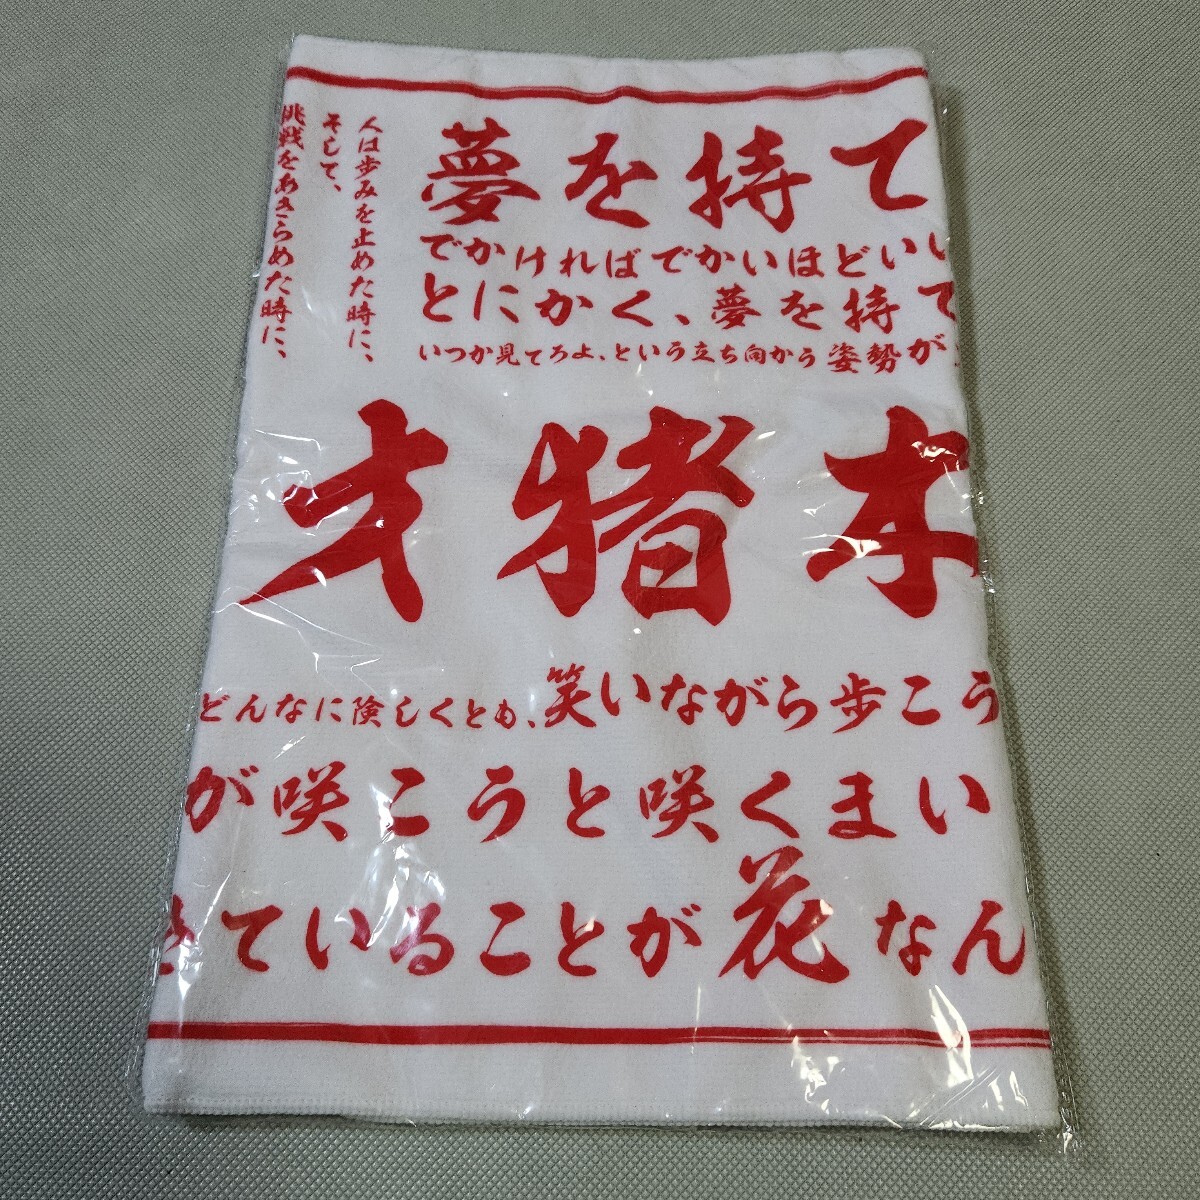 夢を持て
でかければでかいほどいい
とにかく、夢を持て
いつか見てろよ、という立ち向かう姿勢が
人は歩みを止めた時に、
そして、
挑戦をあきらめた時に、
オ猪木
どんなに険しくとも、笑いながら歩こう
が咲こうと咲くまい
きていることが花なん